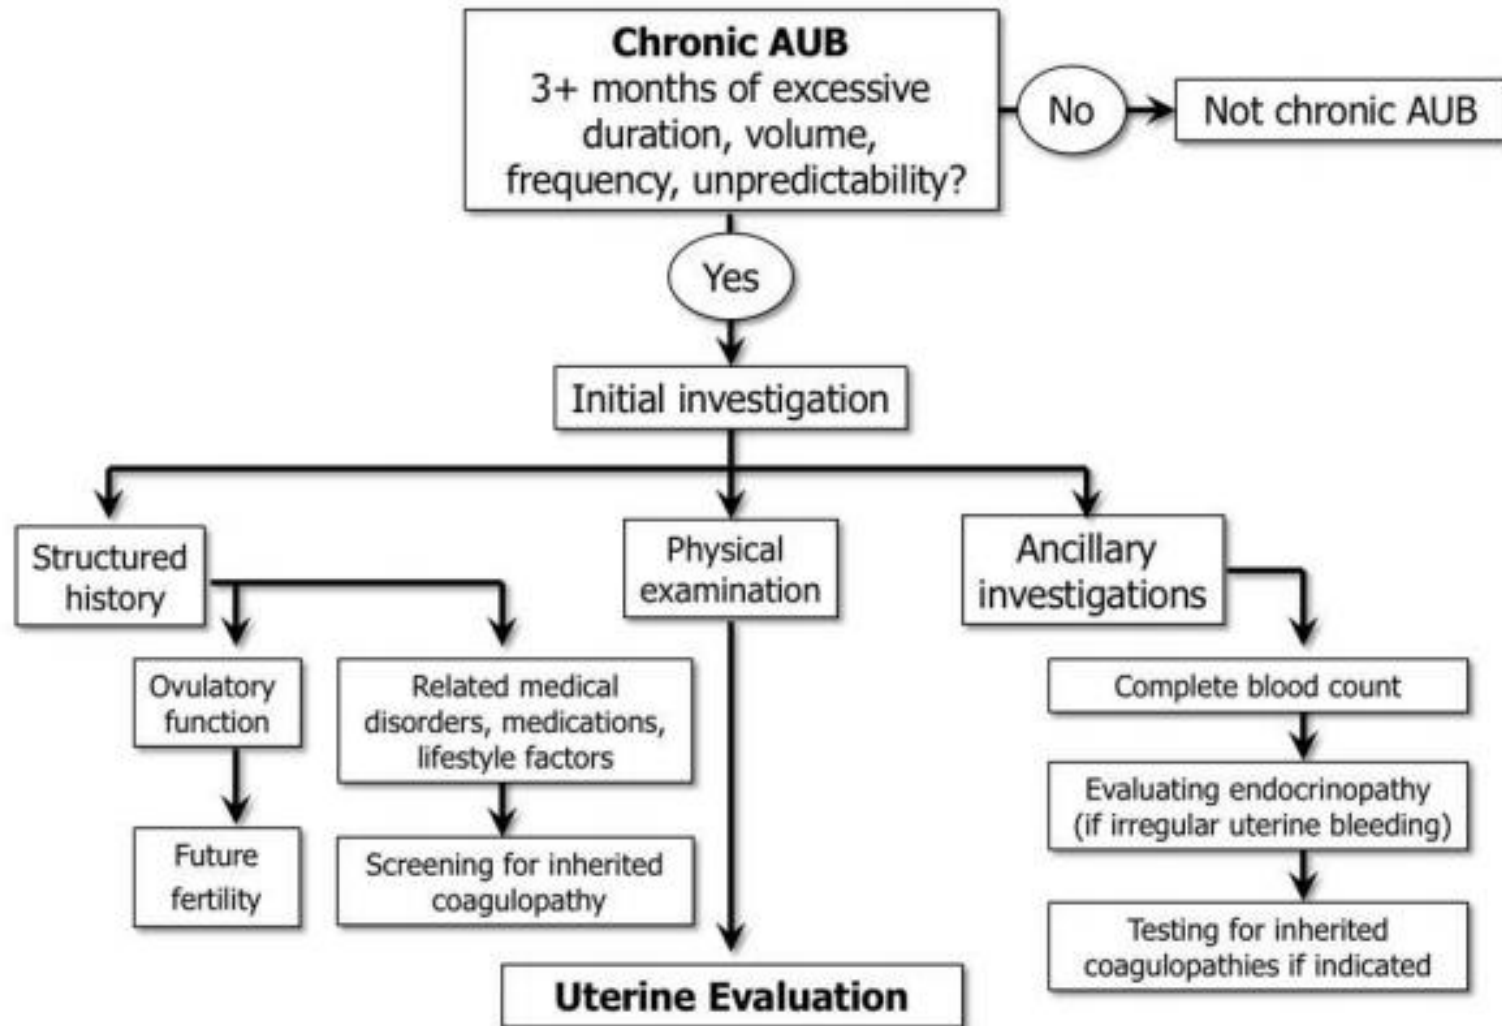 Chronic AUB
3+ months of excessive
duration, volume,
frequency, unpredictability?
No
Not chronic AUB
Yes
Initial investigation
Structured
history
Ovulatory
function
Future
fertility
Related medical
disorders, medications,
lifestyle factors
Screening for inherited
coagulopathy
Physical
examination
Uterine Evaluation
Ancillary
investigations
Complete blood count
Evaluating endocrinopathy
(if irregular uterine bleeding)
Testing for inherited
coagulopathies if indicated